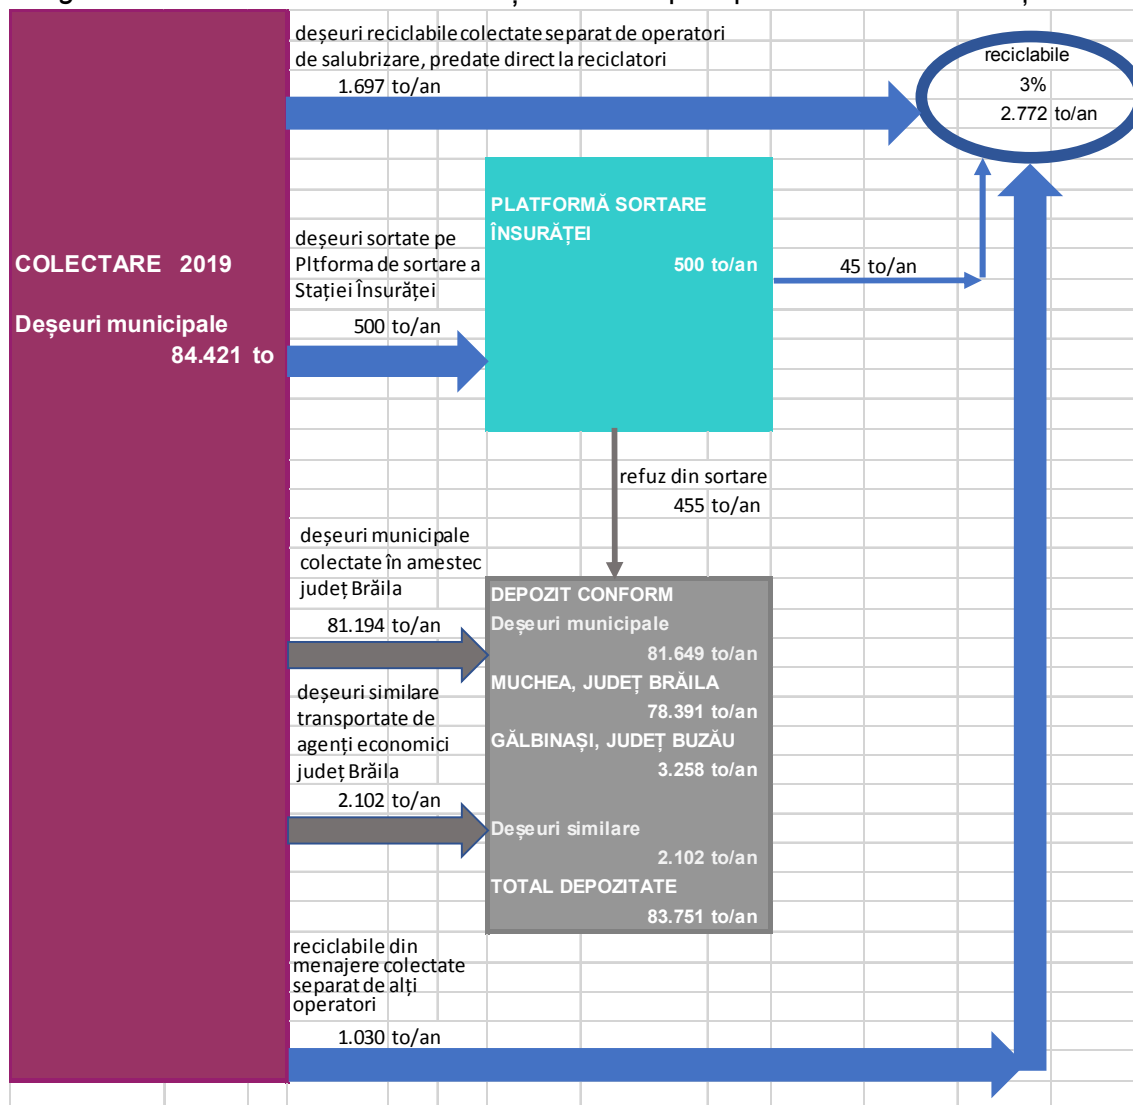 deșeuri reciclabile colectate separat de operatori
de salubrizare, predate direct la reciclatori
1.697 to/an
reciclabile
3%
2.772 to/an
COLECTARE 2019
Deșeuri municipale
84.421 to
deșeuri sortate pe
Pltforma de sortare a
Stației Însurăței
500 to/an
PLATFORMĂ SORTARE
ÎNSURĂȚEI
500 to/an
45 to/an
refuz din sortare
455 to/an
deșeuri municipale
colectate în amestec
județ Brăila
81.194 to/an
deșeuri similare
transportate de
agenți economici
județ Brăila
2.102 to/an
DEPOZIT CONFORM
Deșeuri municipale
81.649 to/an
MUCHEA, JUDEȚ BRĂILA
78.391 to/an
GĂLBINAȘI, JUDEȚ BUZĂU
3.258 to/an
Deșeuri similare
2.102 to/an
TOTAL DEPOZITATE
83.751 to/an
reciclabile din
menajere colectate
separat de alți
operatori
1.030 to/an